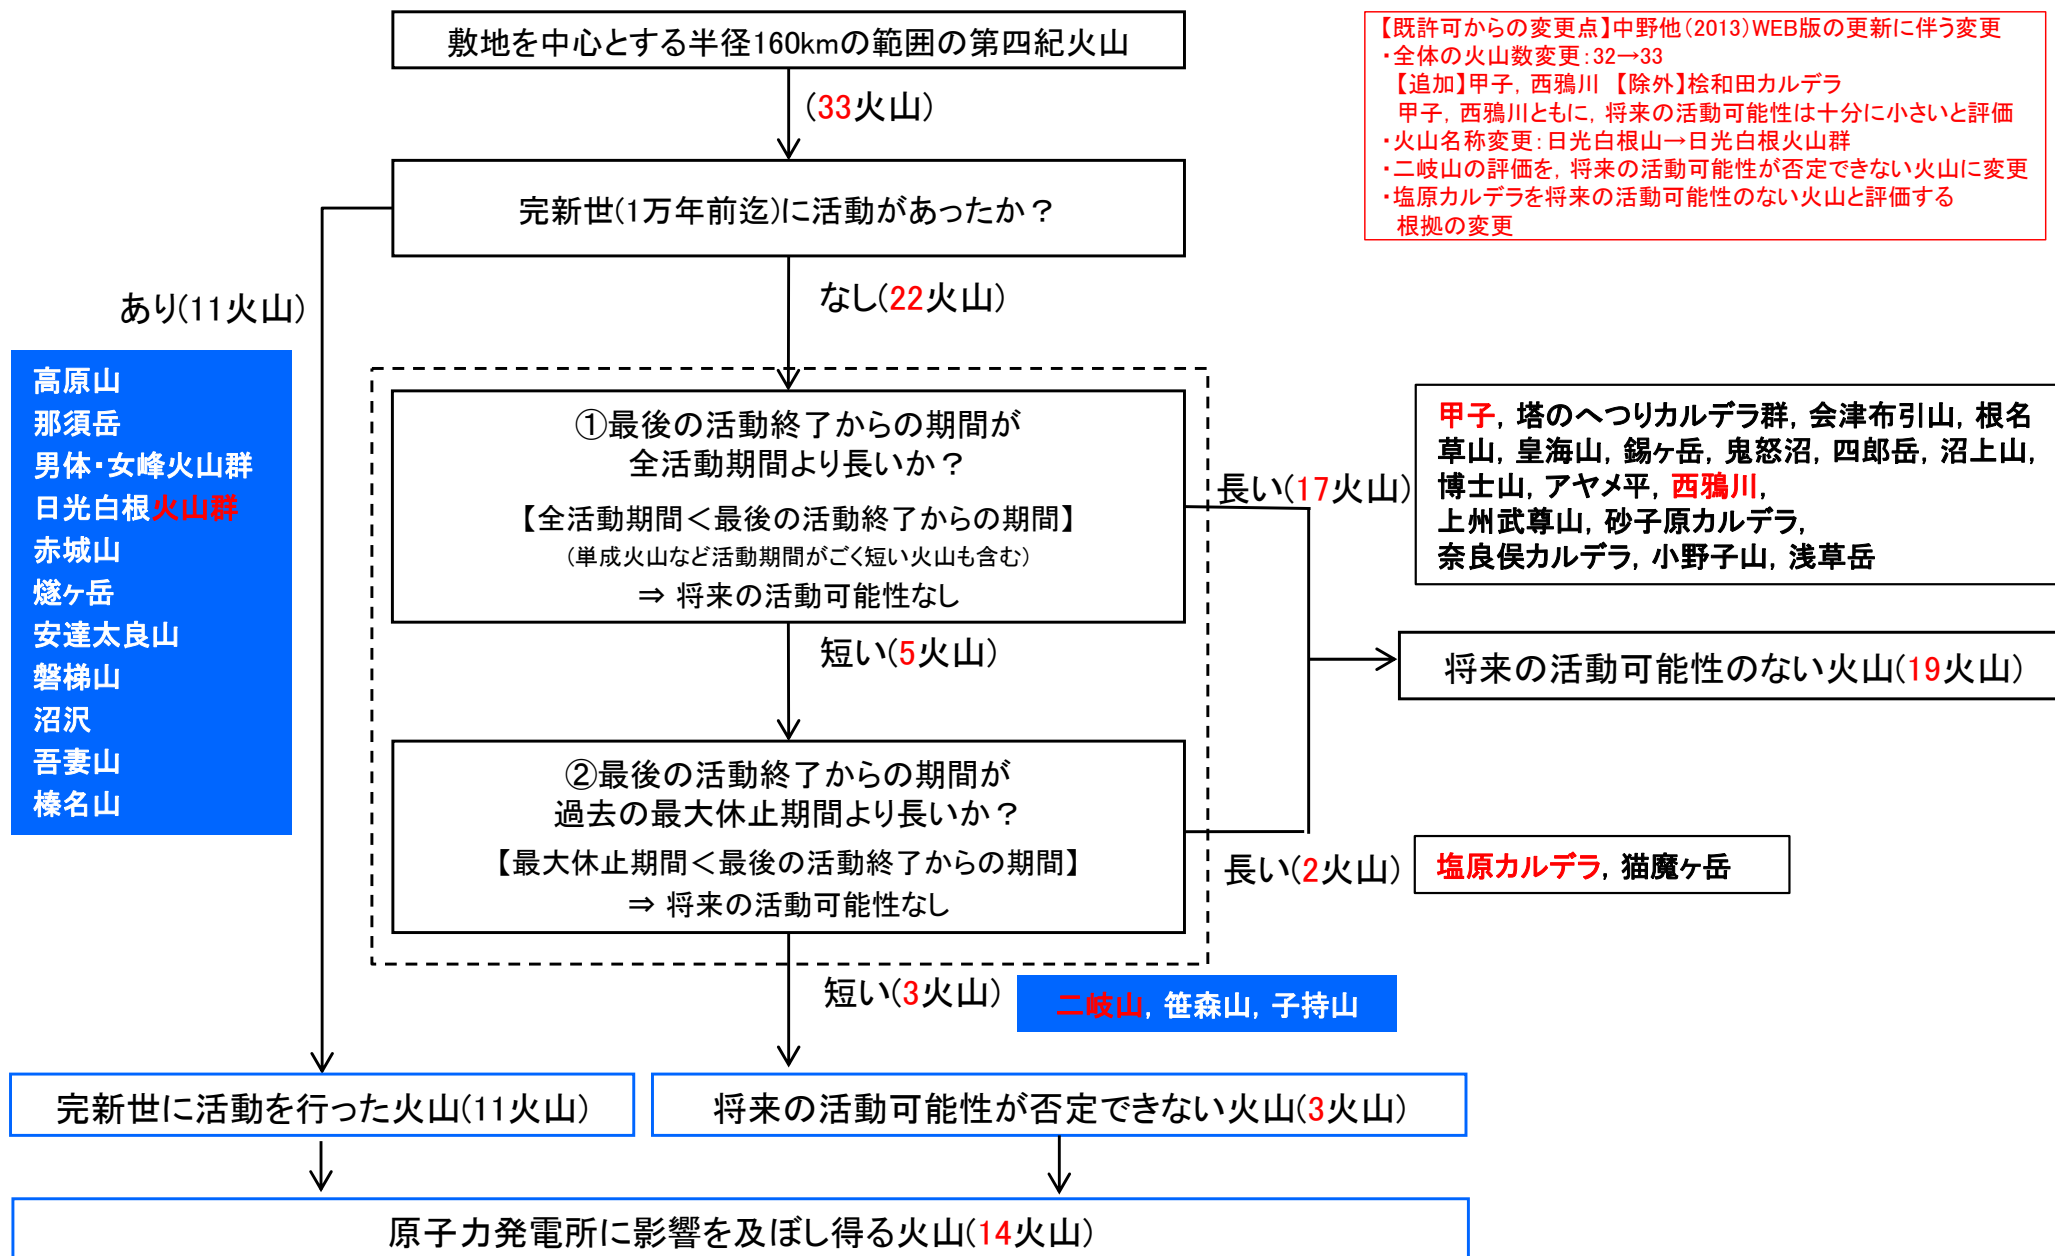 敷地を中心とする半径160kmの範囲の第四紀火山
【既許可からの変更点】中野他(2013)WEB版の更新に伴う変更
・全体の火山数変更:32→33
【追加】甲子, 西鴉川 【除外】桧和田カルデラ
甲子, 西鴉川ともに, 将来の活動可能性は十分に小さいと評価
・火山名称変更:日光白根山→日光白根火山群
・二岐山の評価を, 将来の活動可能性が否定できない火山に変更
・塩原カルデラを将来の活動可能性のない火山と評価する
根拠の変更
(33火山)
完新世(1万年前迄)に活動があったか?
あり(11火山)
なし(22火山)
高原山
那須岳
男体・女峰火山群
日光白根火山群
赤城山
燧ヶ岳
安達太良山
磐梯山
沼沢
吾妻山
榛名山
①最後の活動終了からの期間が
全活動期間より長いか?
【全活動期間<最後の活動終了からの期間】
(単成火山など活動期間がごく短い火山も含む)
⇒ 将来の活動可能性なし
長い(17火山)
甲子, 塔のへつりカルデラ群, 会津布引山, 根名
草山, 皇海山, 錫ヶ岳, 鬼怒沼, 四郎岳, 沼上山,
博士山, アヤメ平, 西鴉川,
上州武尊山, 砂子原カルデラ,
奈良俣カルデラ, 小野子山, 浅草岳
短い(5火山)
将来の活動可能性のない火山(19火山)
②最後の活動終了からの期間が
過去の最大休止期間より長いか?
【最大休止期間<最後の活動終了からの期間】
⇒ 将来の活動可能性なし
長い(2火山)
塩原カルデラ, 猫魔ヶ岳
短い(3火山)
二岐山, 笹森山, 子持山
完新世に活動を行った火山(11火山)
将来の活動可能性が否定できない火山(3火山)
原子力発電所に影響を及ぼし得る火山(14火山)